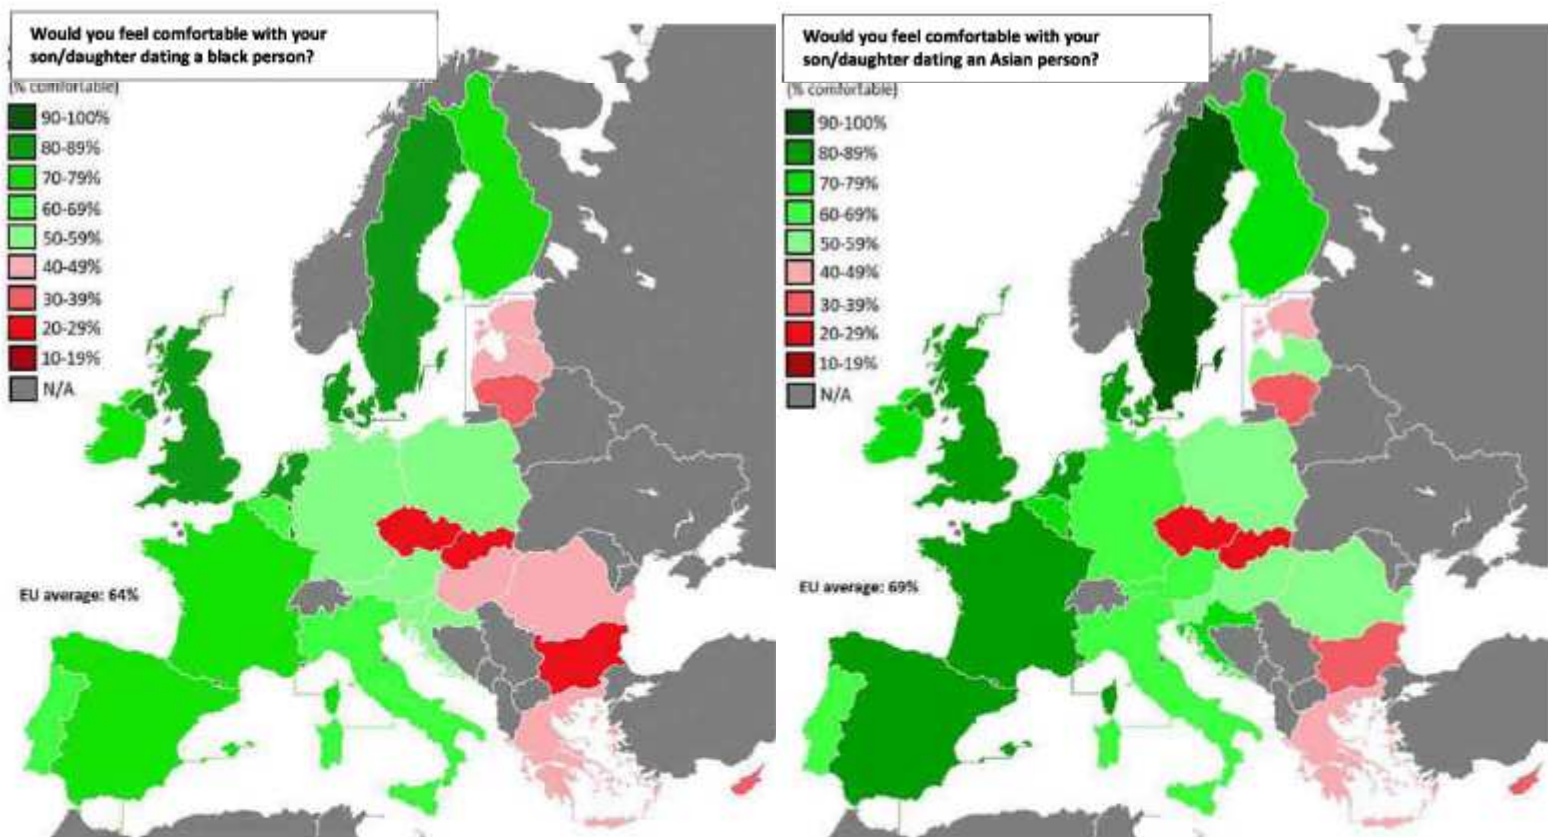 Would you feel comfortable with your
son/daughter dating a black person?
(% comfortable)
90-100%
80-89%
70-79%
60-69%
50-59%
40-49%
30-39%
20-29%
10-19%
N/A
EU average: 64%
Would you feel comfortable with your
son/daughter dating an Asian person?
(% comfortable)
90-100%
80-89%
70-79%
60-69%
50-59%
40-49%
30-39%
20-29%
10-19%
N/A
EU average: 69%